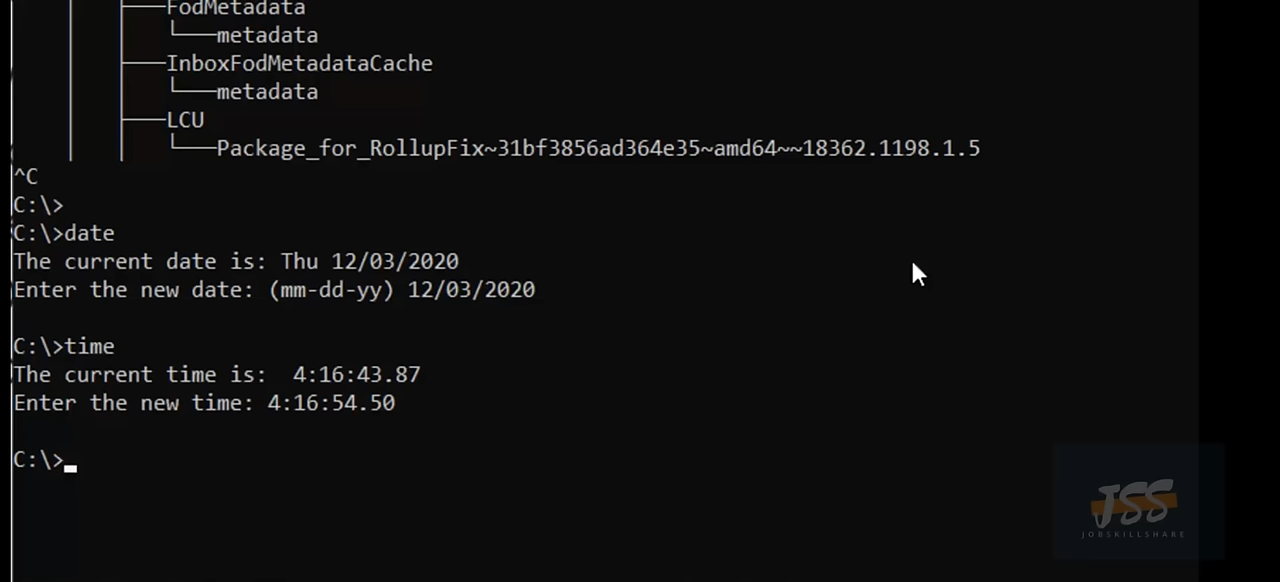 FodMetadata
metadata
InboxFodMetadataCache
metadata
LCU
Package_for_RollupFix~31bf3856ad364e35~amd64~~18362.1198.1.5
^C
C:\>
C:\>date
The current date is: Thu 12/03/2020
Enter the new date: (mm-dd-yy) 12/03/2020
C:\>time
The current time is:  4:16:43.87
Enter the new time: 4:16:54.50
C:\>
JSS
JOBSKILLSHARE